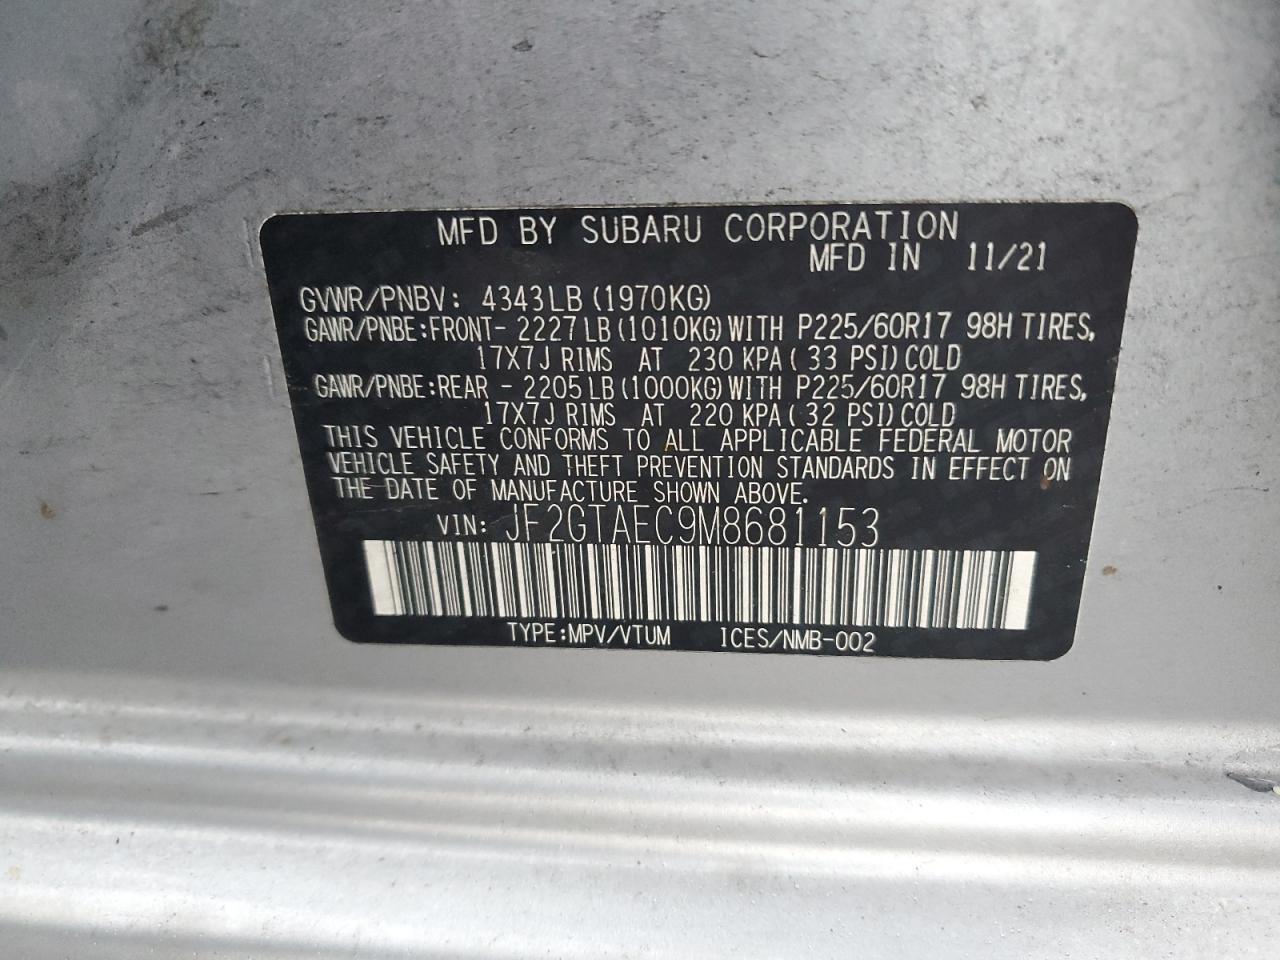 MFD BY SUBARU CORPORATION
MFD IN 11/21
GVWR/PNBV: 4343LB(1970KG)
GAWR/PNBE:FRONT- 2227LB(1010KG)WITH P225/60R17 98H TIRES,
17X7J RIMS AT 230 KPA( 33 PSI)COLD
GAWR/PNBE:REAR - 2205LB(1000KG)WITH P225/60R17 98H TIRES,
17X7J RIMS AT 220 KPA( 32 PSI)COLD
THIS VEHICLE CONFORMS TO ALL APPLICABLE FEDERAL MOTOR
VEHICLE SAFETY AND THEFT PREVENTION STANDARDS IN EFFECT ON
THE DATE OF MANUFACTURE SHOWN ABOVE.
VIN: JF2GTAEC9M8681153
TYPE:MPV/VTUM ICES/NMB-002